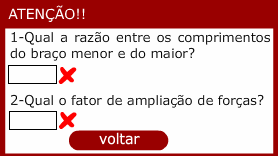 ATENÇÃO!!
1-Qual a razão entre os comprimentos
do braço menor e do maior?
2-Qual o fator de ampliação de forças?
voltar